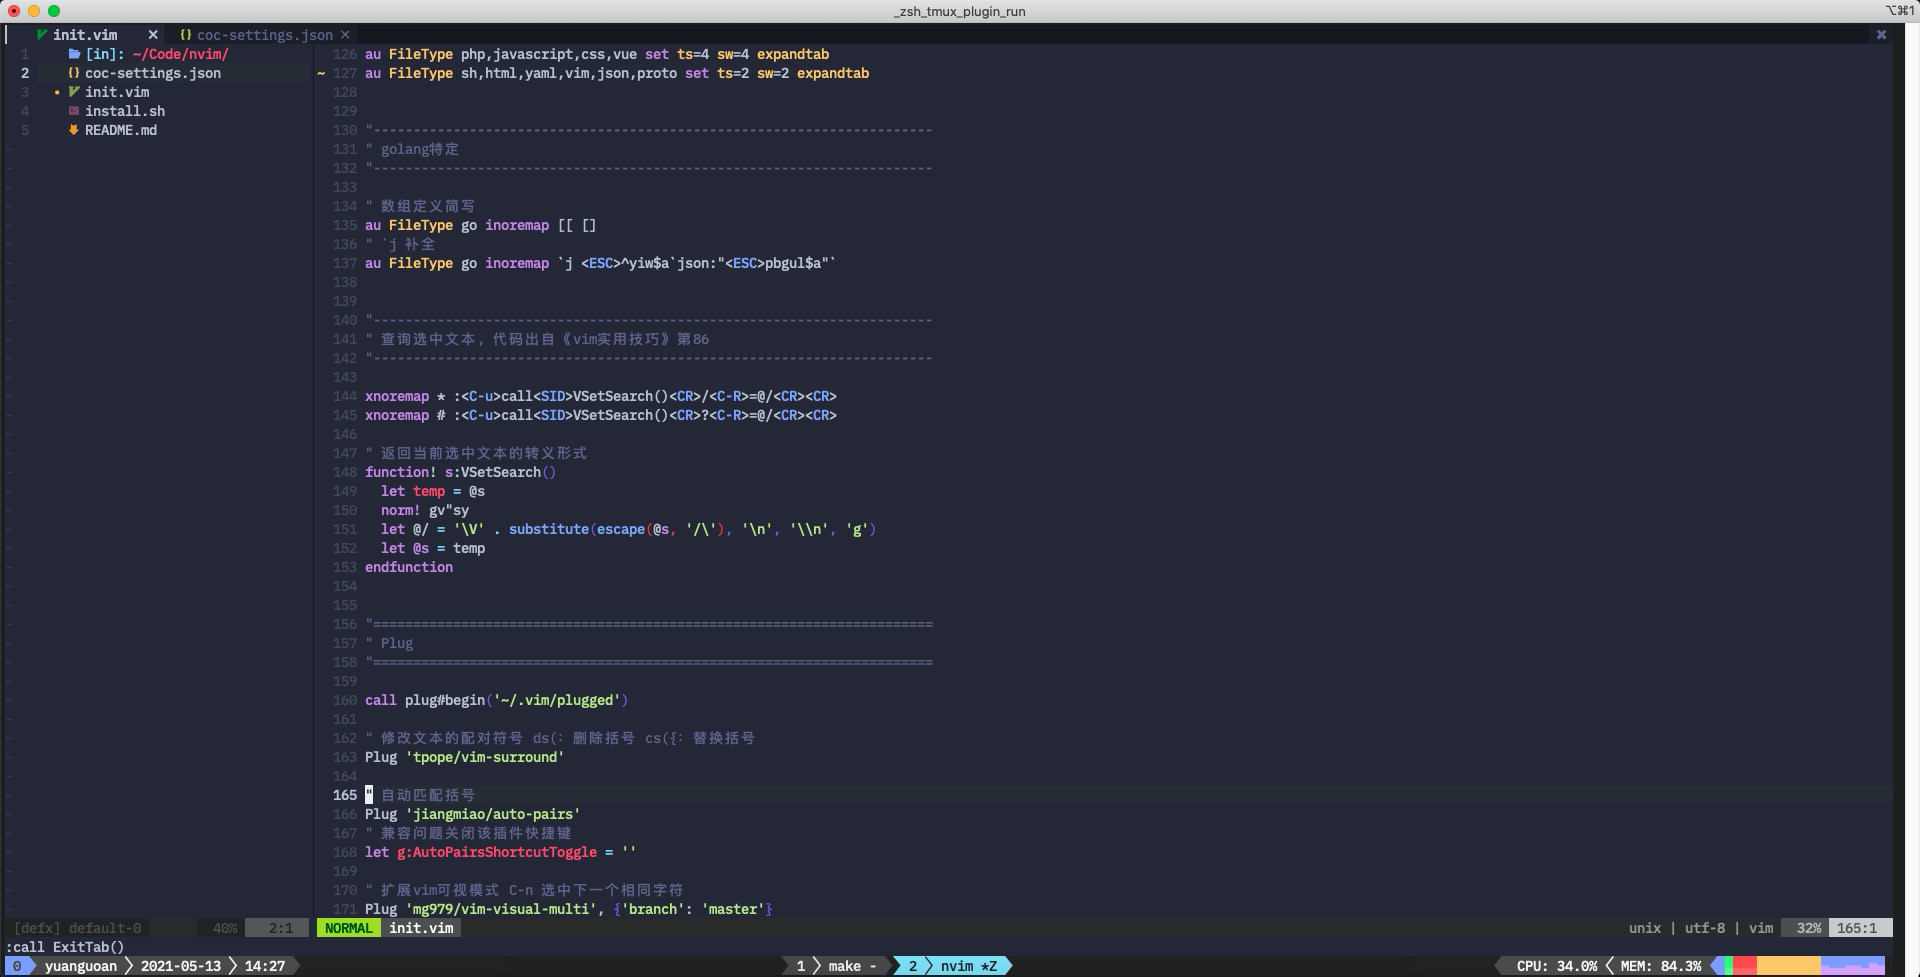 _zsh_tmux_plugin_run
⌥⌘1
init.vim ✕ {} coc-settings.json ✕
✖
1 [in]: ~/Code/nvim/
2 {} coc-settings.json
3 • init.vim
4 install.sh
5 README.md
126 au FileType php,javascript,css,vue set ts=4 sw=4 expandtab
~ 127 au FileType sh,html,yaml,vim,json,proto set ts=2 sw=2 expandtab
128
129
130 "----------------------------------------------------------------------
131 " golang特定
132 "----------------------------------------------------------------------
133
134 " 数组定义简写
135 au FileType go inoremap [[ []
136 " `j 补全
137 au FileType go inoremap `j <ESC>^yiw$a`json:"<ESC>pbgul$a"`
138
139
140 "----------------------------------------------------------------------
141 " 查询选中文本, 代码出自《vim实用技巧》第86
142 "----------------------------------------------------------------------
143
144 xnoremap * :<C-u>call<SID>VSetSearch()<CR>/<C-R>=@/<CR><CR>
145 xnoremap # :<C-u>call<SID>VSetSearch()<CR>?<C-R>=@/<CR><CR>
146
147 " 返回当前选中文本的转义形式
148 function! s:VSetSearch()
149 let temp = @s
150 norm! gv"sy
151 let @/ = '\V' . substitute(escape(@s, '/\'), '\n', '\\n', 'g')
152 let @s = temp
153 endfunction
154
155
156 "======================================================================
157 " Plug
158 "======================================================================
159
160 call plug#begin('~/.vim/plugged')
161
162 " 修改文本的配对符号 ds(: 删除括号 cs({: 替换括号
163 Plug 'tpope/vim-surround'
164
165 " 自动匹配括号
166 Plug 'jiangmiao/auto-pairs'
167 " 兼容问题关闭该插件快捷键
168 let g:AutoPairsShortcutToggle = ''
169
170 " 扩展vim可视模式 C-n 选中下一个相同字符
171 Plug 'mg979/vim-visual-multi', {'branch': 'master'}
[defx] default-0 40% 2:1 NORMAL init.vim unix | utf-8 | vim 32% 165:1
:call ExitTab()
0 yuanguoan 2021-05-13 14:27 1 make - 2 nvim *Z CPU: 34.0% MEM: 84.3%